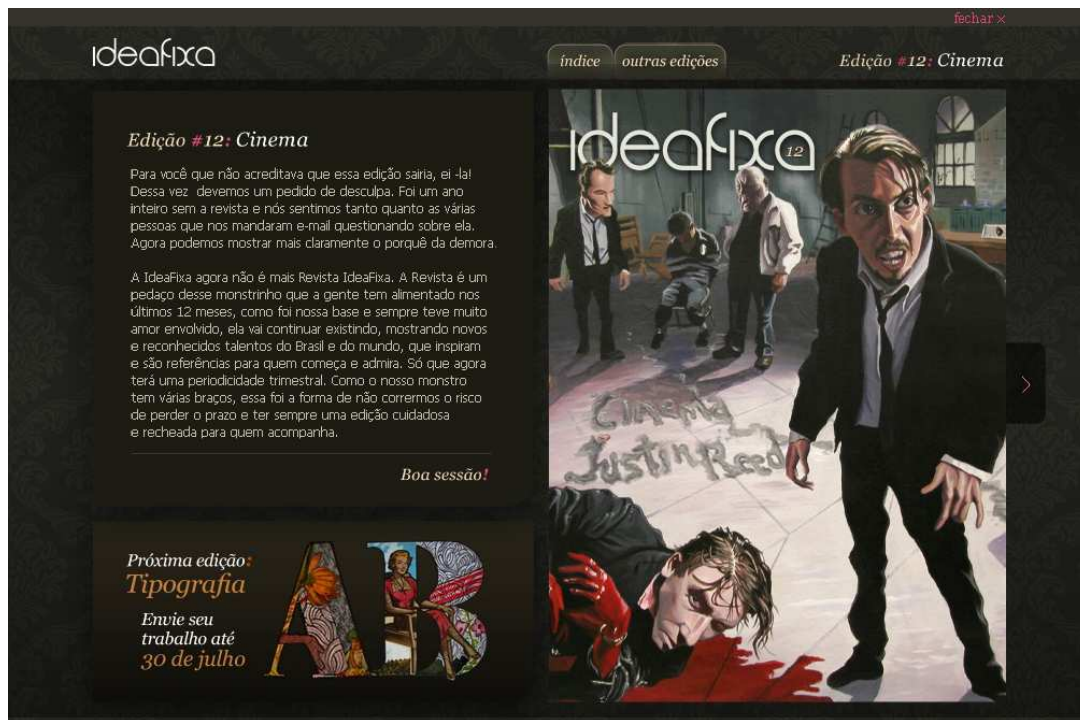 fechar ×
ideafixa
índice
outras edições
Edição #12: Cinema
Edição #12: Cinema
Para você que não acreditava que essa edição sairia, ei -la!
Dessa vez devemos um pedido de desculpa. Foi um ano
inteiro sem a revista e nós sentimos tanto quanto as várias
pessoas que nos mandaram e-mail questionando sobre ela.
Agora podemos mostrar mais claramente o porquê da demora.
A IdeaFixa agora não é mais Revista IdeaFixa. A Revista é um
pedaço desse monstrinho que a gente tem alimentado nos
últimos 12 meses, como foi nossa base e sempre teve muito
amor envolvido, ela vai continuar existindo, mostrando novos
e reconhecidos talentos do Brasil e do mundo, que inspiram
e são referências para quem começa e admira. Só que agora
terá uma periodicidade trimestral. Como o nosso monstro
tem várias braços, essa foi a forma de não corrermos o risco
de perder o prazo e ter sempre uma edição cuidadosa
e recheada para quem acompanha.
Boa sessão!
Próxima edição:
Tipografia
Envie seu
trabalho até
30 de julho
AB
ideafixa
12
Cinema
Justin Reed